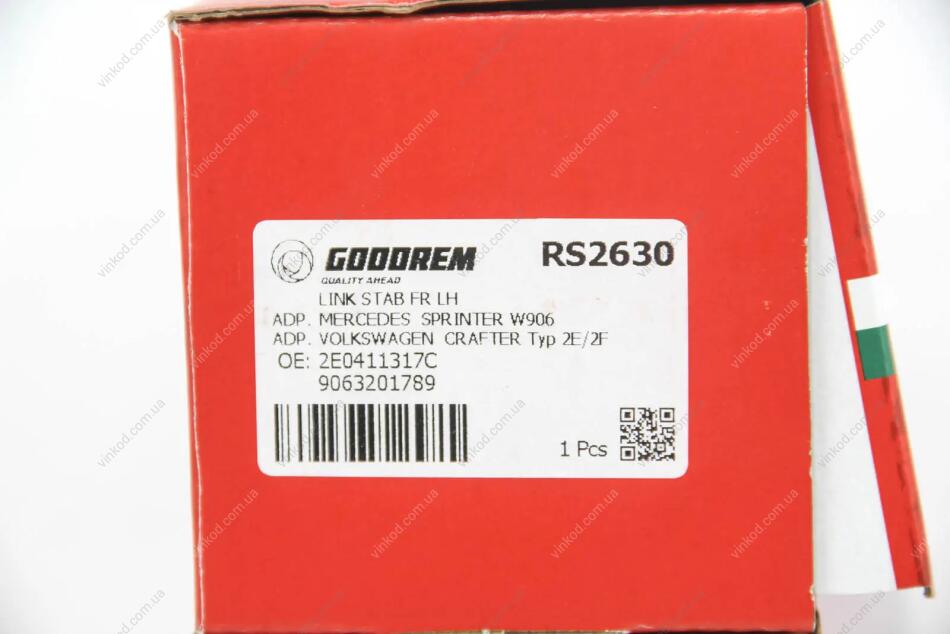 GOODREM
RS2630
QUALITY AHEAD
LINK STAB FR LH
ADP. MERCEDES SPRINTER W906
ADP. VOLKSWAGEN CRAFTER Typ 2E/2F
OE: 2E0411317C
9063201789
1 Pcs
vinkod.com.ua